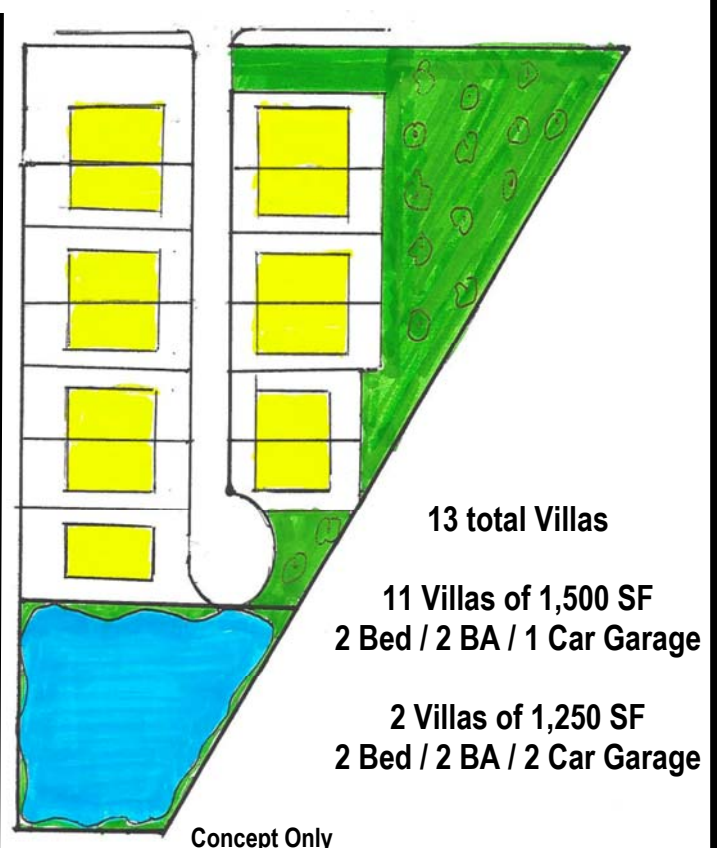 13 total Villas
11 Villas of 1,500 SF
2 Bed / 2 BA / 1 Car Garage
2 Villas of 1,250 SF
2 Bed / 2 BA / 2 Car Garage
Concept Only